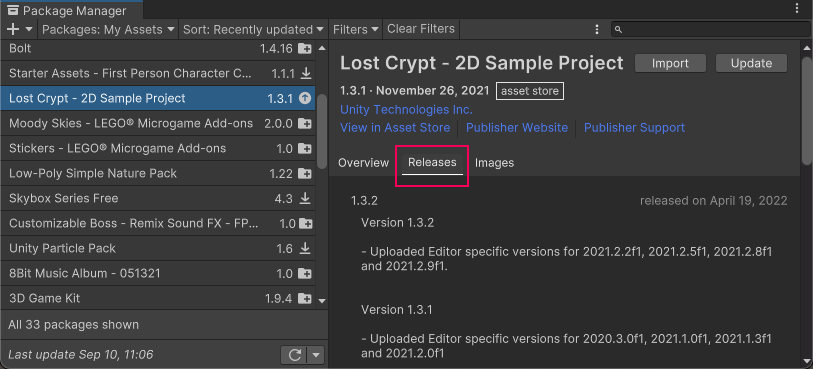 Package Manager
Packages: My Assets
Sort: Recently updated
Filters
Clear Filters
Bolt 1.4.16
Starter Assets - First Person Character C... 1.1.1
Lost Crypt - 2D Sample Project 1.3.1
Moody Skies - LEGO® Microgame Add-ons 2.0.0
Stickers - LEGO® Microgame Add-ons 1.0
Low-Poly Simple Nature Pack 1.22
Skybox Series Free 4.3
Customizable Boss - Remix Sound FX - FP... 1.0
Unity Particle Pack 1.6
8Bit Music Album - 051321 1.0
3D Game Kit 1.9.4
All 33 packages shown
Last update Sep 10, 11:06
Lost Crypt - 2D Sample Project
Import
Update
1.3.1 · November 26, 2021 asset store
Unity Technologies Inc.
View in Asset Store Publisher Website Publisher Support
Overview Releases Images
1.3.2 released on April 19, 2022
Version 1.3.2
- Uploaded Editor specific versions for 2021.2.2f1, 2021.2.5f1, 2021.2.8f1
and 2021.2.9f1.
Version 1.3.1
- Uploaded Editor specific versions for 2020.3.0f1, 2021.1.0f1, 2021.1.3f1
and 2021.2.0f1